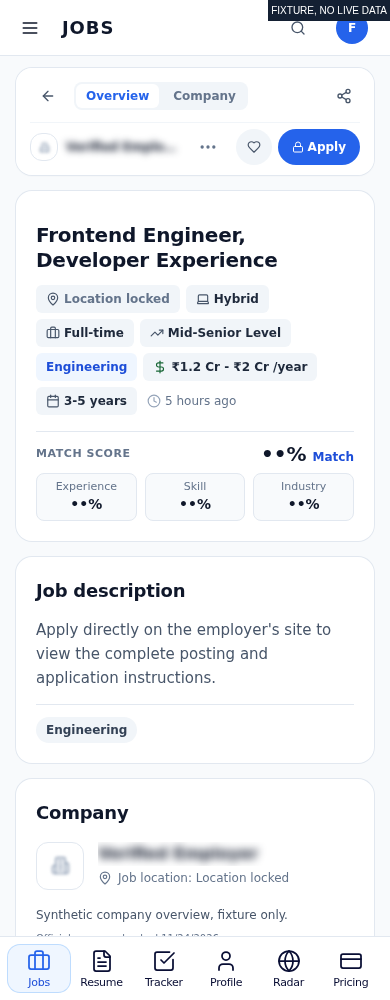 FIXTURE, NO LIVE DATA
JOBS
F
Overview
Company
Apply
Frontend Engineer,
Developer Experience
Location locked
Hybrid
Full-time
Mid-Senior Level
Engineering
₹1.2 Cr - ₹2 Cr /year
3-5 years
5 hours ago
MATCH SCORE
••% Match
Experience
••%
Skill
••%
Industry
••%
Job description
Apply directly on the employer's site to
view the complete posting and
application instructions.
Engineering
Company
Verified Employer
Job location: Location locked
Synthetic company overview, fixture only.
Jobs
Resume
Tracker
Profile
Radar
Pricing